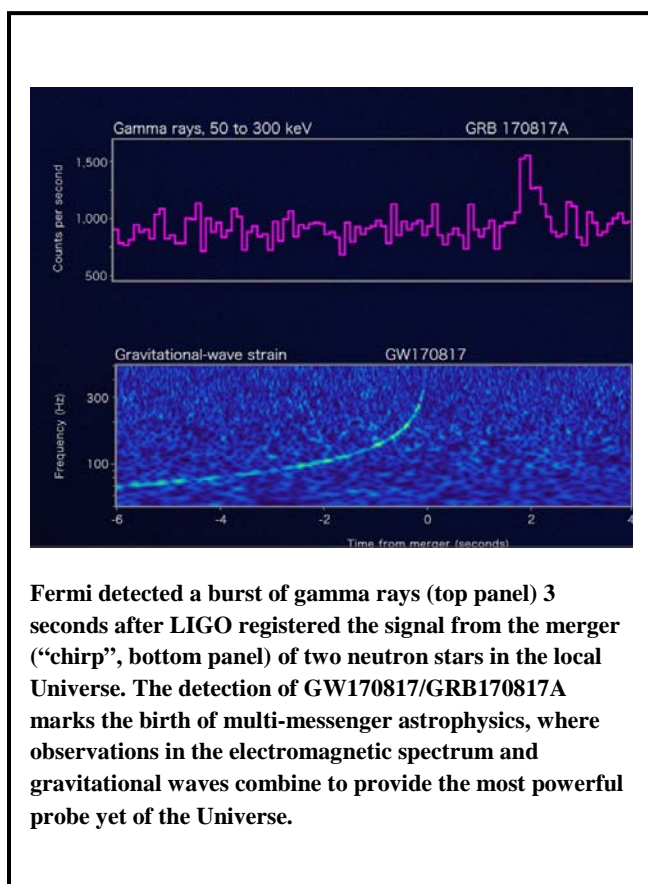 Gamma rays, 50 to 300 keV GRB 170817A
Counts per second
1,500
1,000
500
Gravitational-wave strain GW170817
Frequency (Hz)
300
100
-6 -4 -2 0 2 4
Time from merger (seconds)
Fermi detected a burst of gamma rays (top panel) 3
seconds after LIGO registered the signal from the merger
(“chirp”, bottom panel) of two neutron stars in the local
Universe. The detection of GW170817/GRB170817A
marks the birth of multi-messenger astrophysics, where
observations in the electromagnetic spectrum and
gravitational waves combine to provide the most powerful
probe yet of the Universe.